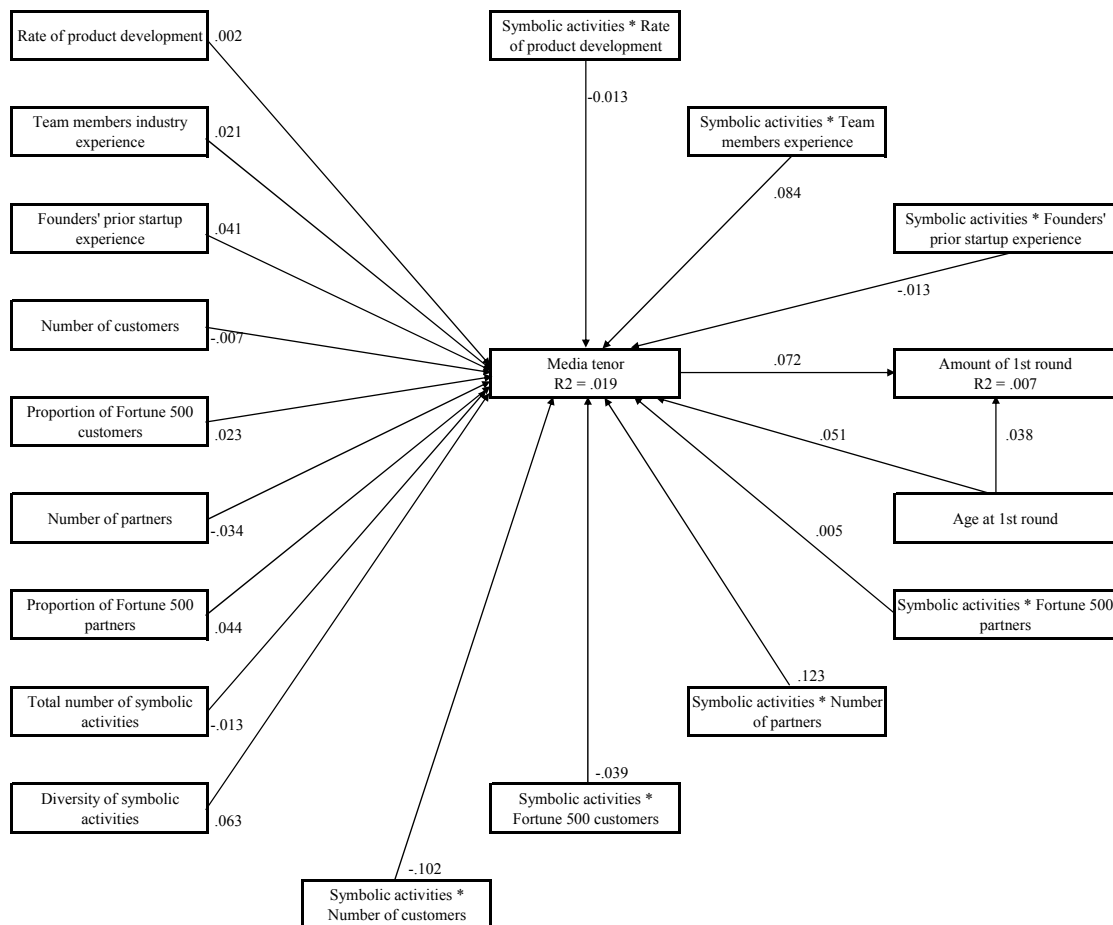 Rate of product development
.002
Symbolic activities * Rate
of product development
-0.013
Team members industry
experience
.021
Symbolic activities * Team
members experience
.084
Founders' prior startup
experience
.041
Symbolic activities * Founders'
prior startup experience
-.013
Number of customers
-.007
Media tenor
R2 = .019
.072
Amount of 1st round
R2 = .007
Proportion of Fortune 500
customers
.023
.051
.038
Number of partners
-.034
Age at 1st round
.005
Proportion of Fortune 500
partners
.044
Symbolic activities * Fortune 500
partners
Total number of symbolic
activities
-.013
.123
Symbolic activities * Number
of partners
Diversity of symbolic
activities
.063
-.039
Symbolic activities *
Fortune 500 customers
-.102
Symbolic activities *
Number of customers